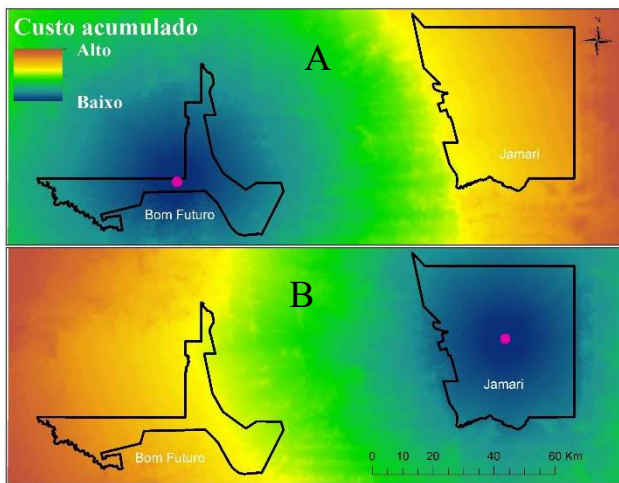 Custo acumulado
Alto
Baixo
A
N
Jamari
Bom Futuro
B
Jamari
Bom Futuro
0 10 20 40 60 Km